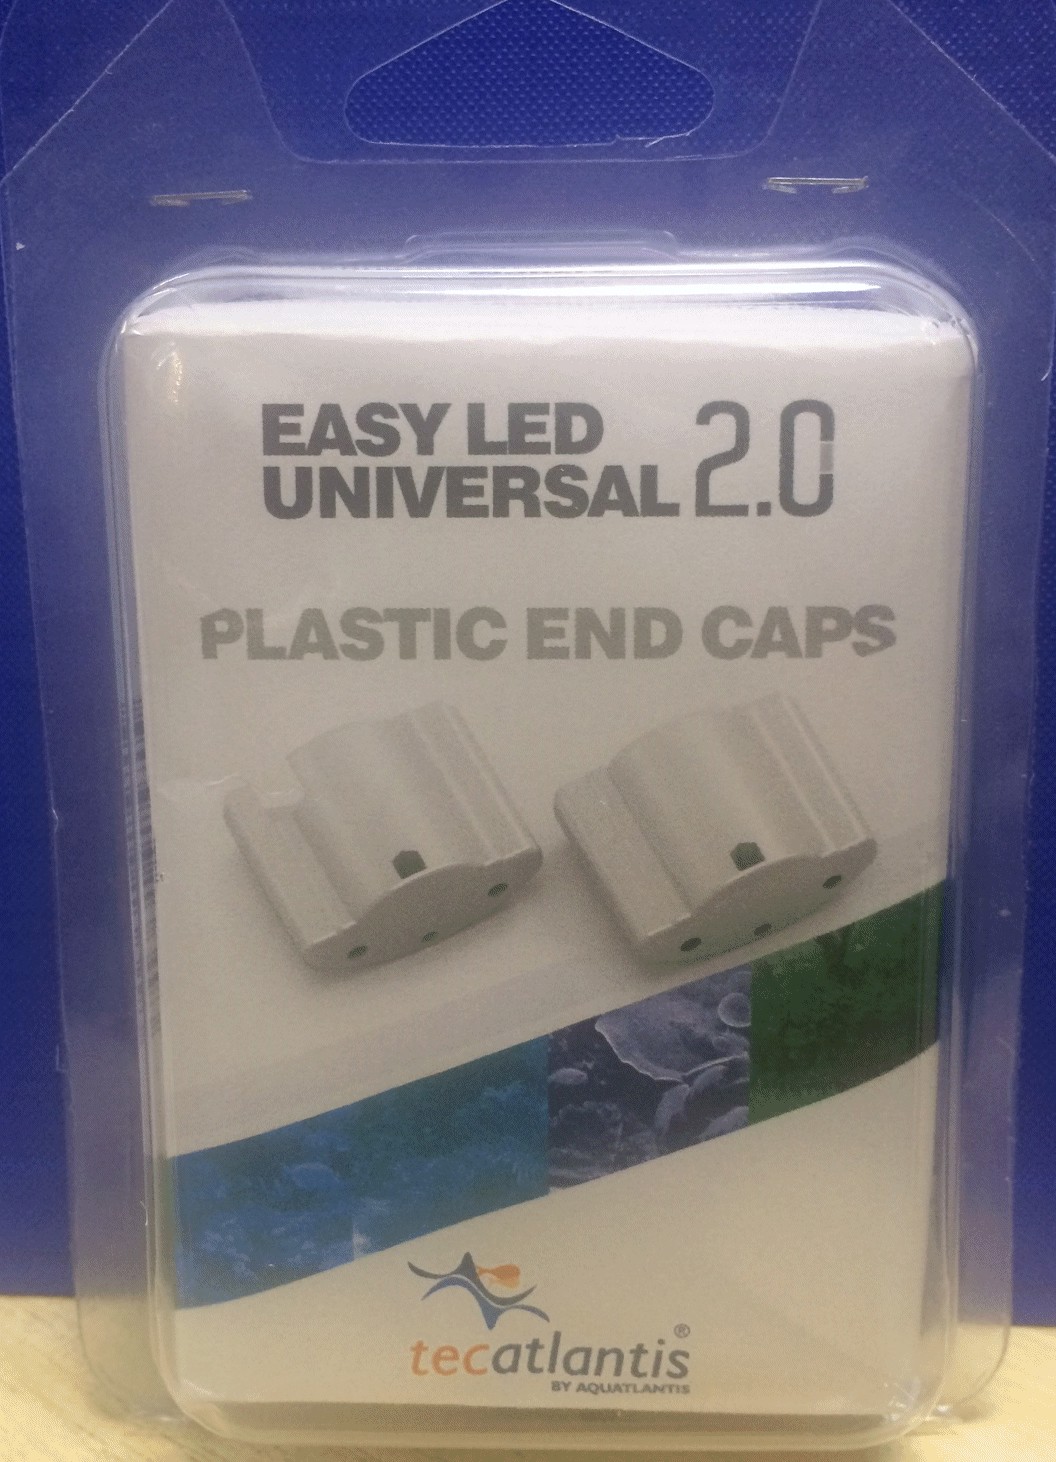 EASY LED
UNIVERSAL 2.0
PLASTIC END CAPS
tecatlantis®
BY AQUATLANTIS